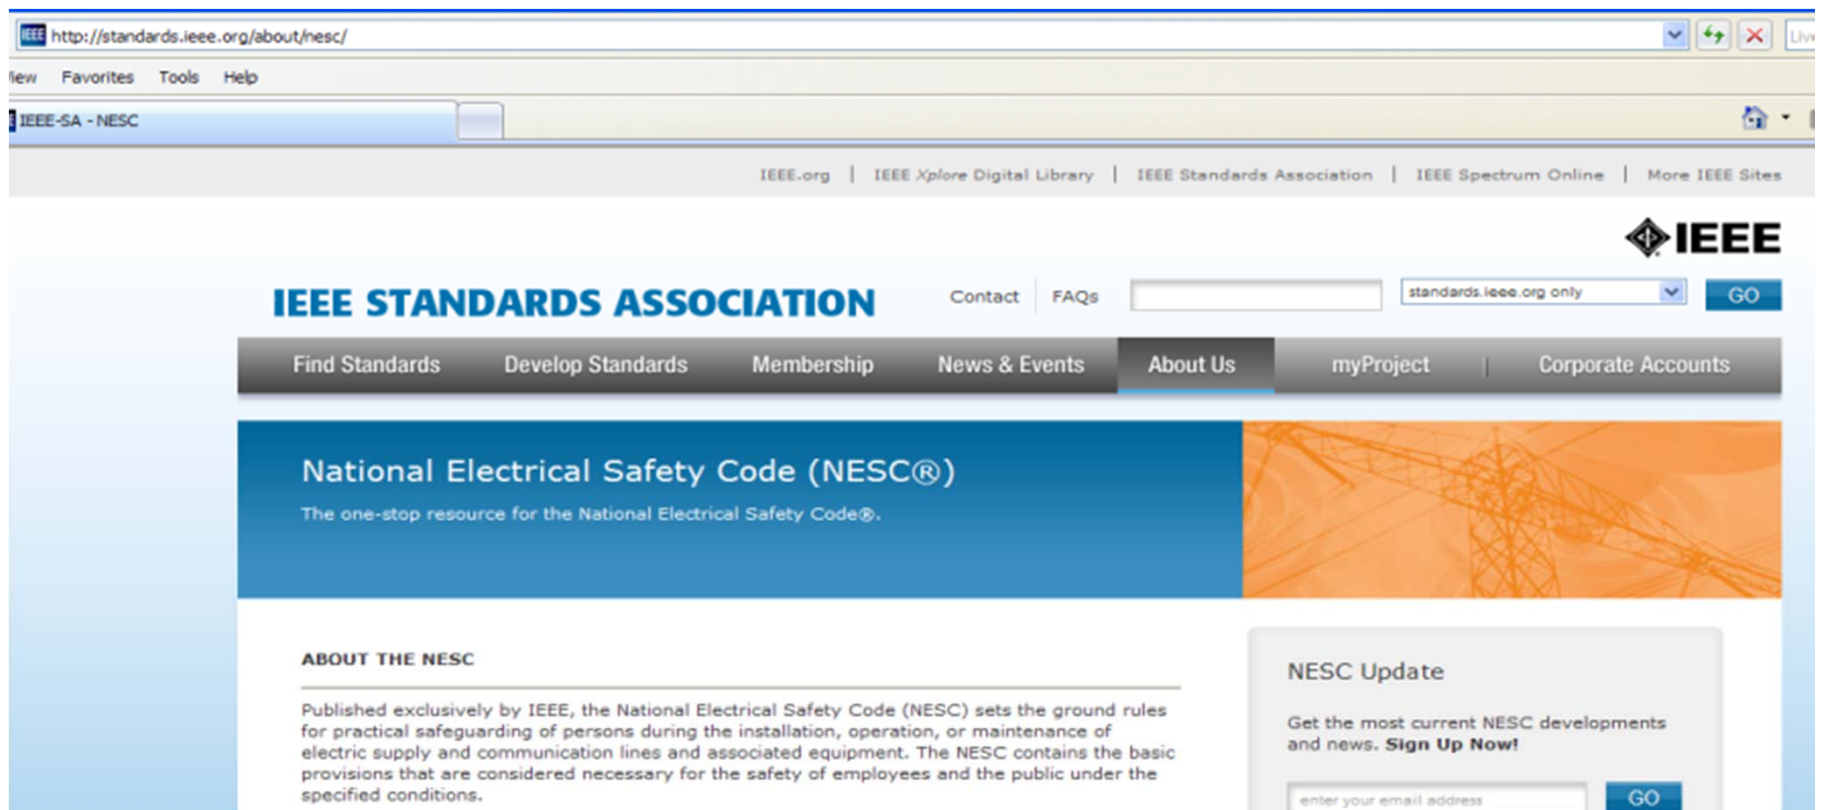 http://standards.ieee.org/about/nesc/
Favorites Tools Help
IEEE-SA - NESC
IEEE.org | IEEE Xplore Digital Library | IEEE Standards Association | IEEE Spectrum Online | More IEEE Sites
IEEE
IEEE STANDARDS ASSOCIATION
Contact FAQs standards.ieee.org only GO
Find Standards Develop Standards Membership News & Events About Us myProject | Corporate Accounts
National Electrical Safety Code (NESC®)
The one-stop resource for the National Electrical Safety Code®.
ABOUT THE NESC
Published exclusively by IEEE, the National Electrical Safety Code (NESC) sets the ground rules
for practical safeguarding of persons during the installation, operation, or maintenance of
electric supply and communication lines and associated equipment. The NESC contains the basic
provisions that are considered necessary for the safety of employees and the public under the
specified conditions.
NESC Update
Get the most current NESC developments
and news. Sign Up Now!
enter your email address GO